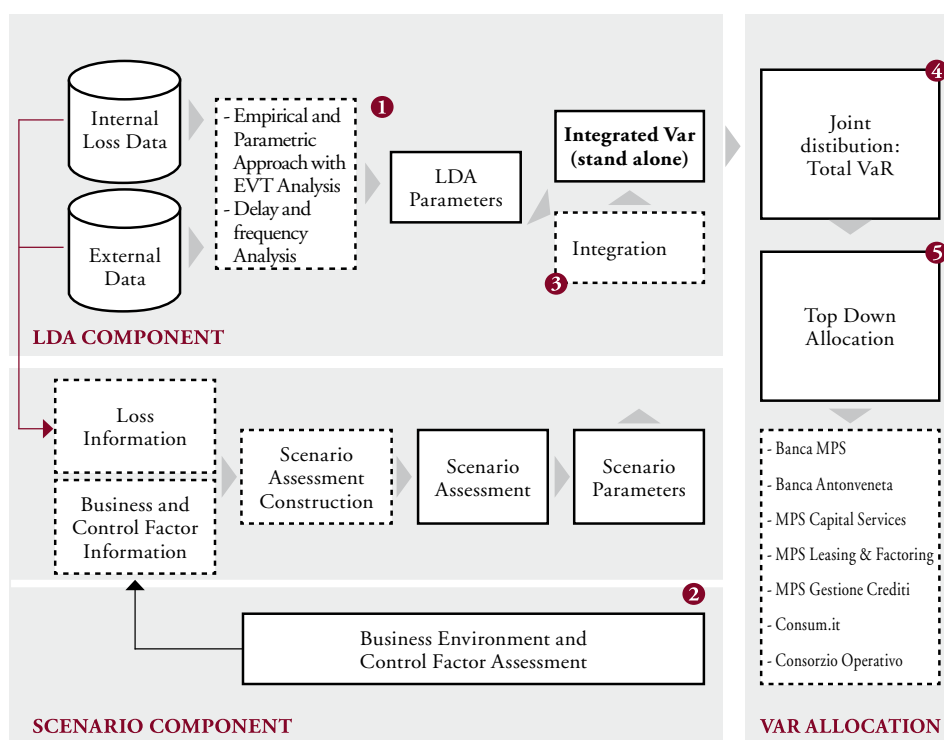 Internal
Loss Data
External
Data
- Empirical and
Parametric
Approach with
EVT Analysis
- Delay and
frequency
Analysis
1
LDA
Parameters
Integrated Var
(stand alone)
Integration
3
LDA COMPONENT
Loss
Information
Business and
Control Factor
Information
Scenario
Assessment
Construction
Scenario
Assessment
Scenario
Parameters
2
Business Environment and
Control Factor Assessment
SCENARIO COMPONENT
4
Joint
distibution:
Total VaR
5
Top Down
Allocation
- Banca MPS
- Banca Antonveneta
- MPS Capital Services
- MPS Leasing & Factoring
- MPS Gestione Crediti
- Consum.it
- Consorzio Operativo
VAR ALLOCATION